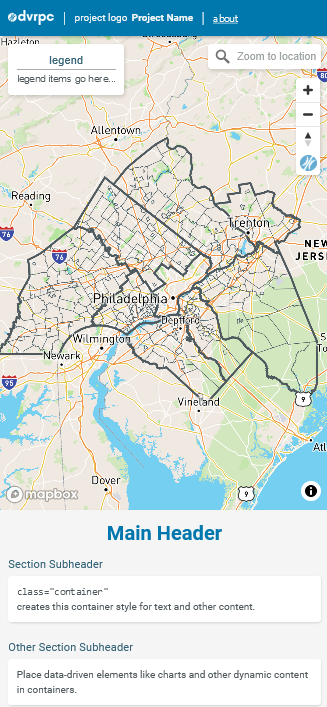 dvrpc | project logo Project Name | about
Hazleton
legend
legend items go here...
Zoom to location
80
Allentown
Reading
76
76
Trenton
NEW
JERSEY
Philadelphia
Deptford
Wilmington
Newark
95
Vineland
9
Atl
Dover
9
mapbox
Main Header
Section Subheader
class="container"
creates this container style for text and other content.
Other Section Subheader
Place data-driven elements like charts and other dynamic content
in containers.